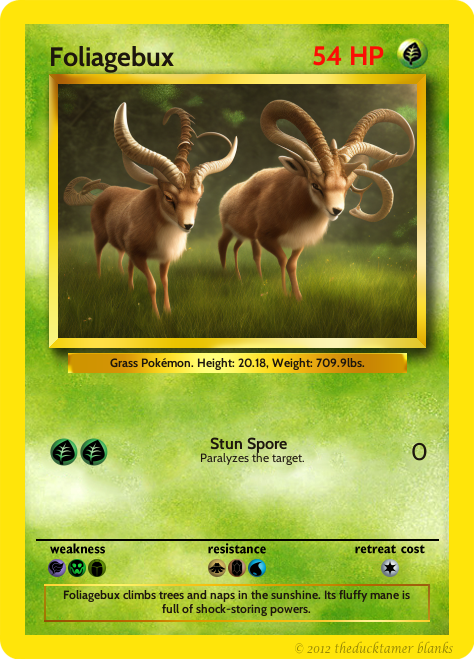 Foliagebux
54 HP
Grass Pokémon. Height: 20.18, Weight: 709.9lbs.
Stun Spore
Paralyzes the target.
0
weakness
resistance
retreat cost
Foliagebux climbs trees and naps in the sunshine. Its fluffy mane is
full of shock-storing powers.
© 2012 theducktamer blanks